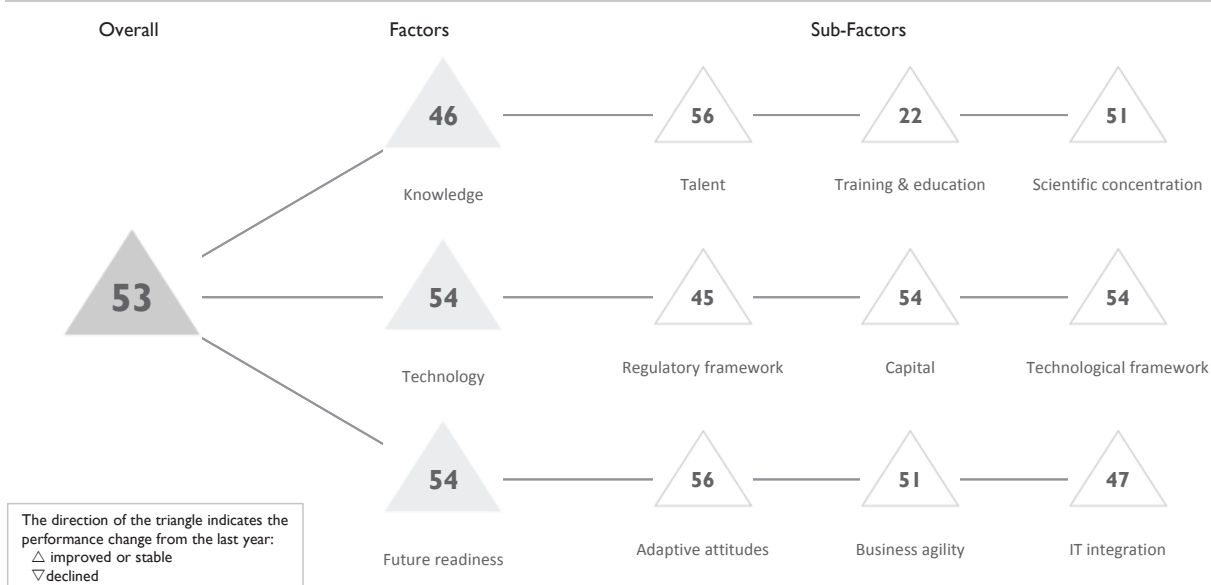 Overall Factors Sub-Factors
46 56 22 51
Knowledge Talent Training & education Scientific concentration
53
54 45 54 54
Technology Regulatory framework Capital Technological framework
54 56 51 47
Future readiness Adaptive attitudes Business agility IT integration
The direction of the triangle indicates the
performance change from the last year:
△ improved or stable
▽ declined